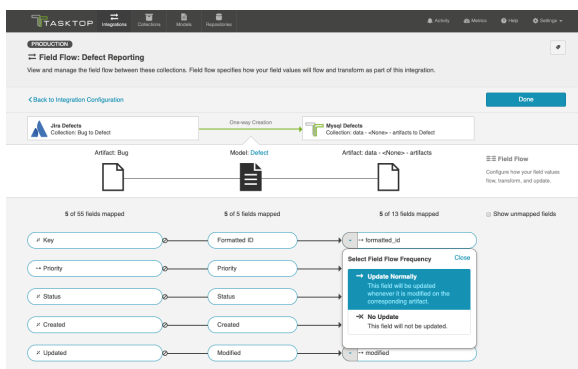 TASKTOP
Integrations
Collections
Models
Repositories
Activity
Metrics
Help
Settings
PRODUCTION
Field Flow: Defect Reporting
View and manage the field flow between these collections. Field flow specifies how your field values will flow and transform as part of this integration.
Back to Integration Configuration
Done
Jira Defects
Collection: Bug to Defect
One-way Creation
Mysql Defects
Collection: data - <None> - artifacts to Defect
Artifact: Bug
Model: Defect
Artifact: data - <None> - artifacts
Field Flow
Configure how your field values
flow, transform, and update.
5 of 55 fields mapped
5 of 5 fields mapped
5 of 13 fields mapped
Show unmapped fields
Key
Formatted ID
formatted_id
Select Field Flow Frequency
Close
Priority
Priority
Update Normally
This field will be updated
whenever it is modified on the
corresponding artifact.
Status
Status
No Update
This field will not be updated.
Created
Created
Updated
Modified
modified